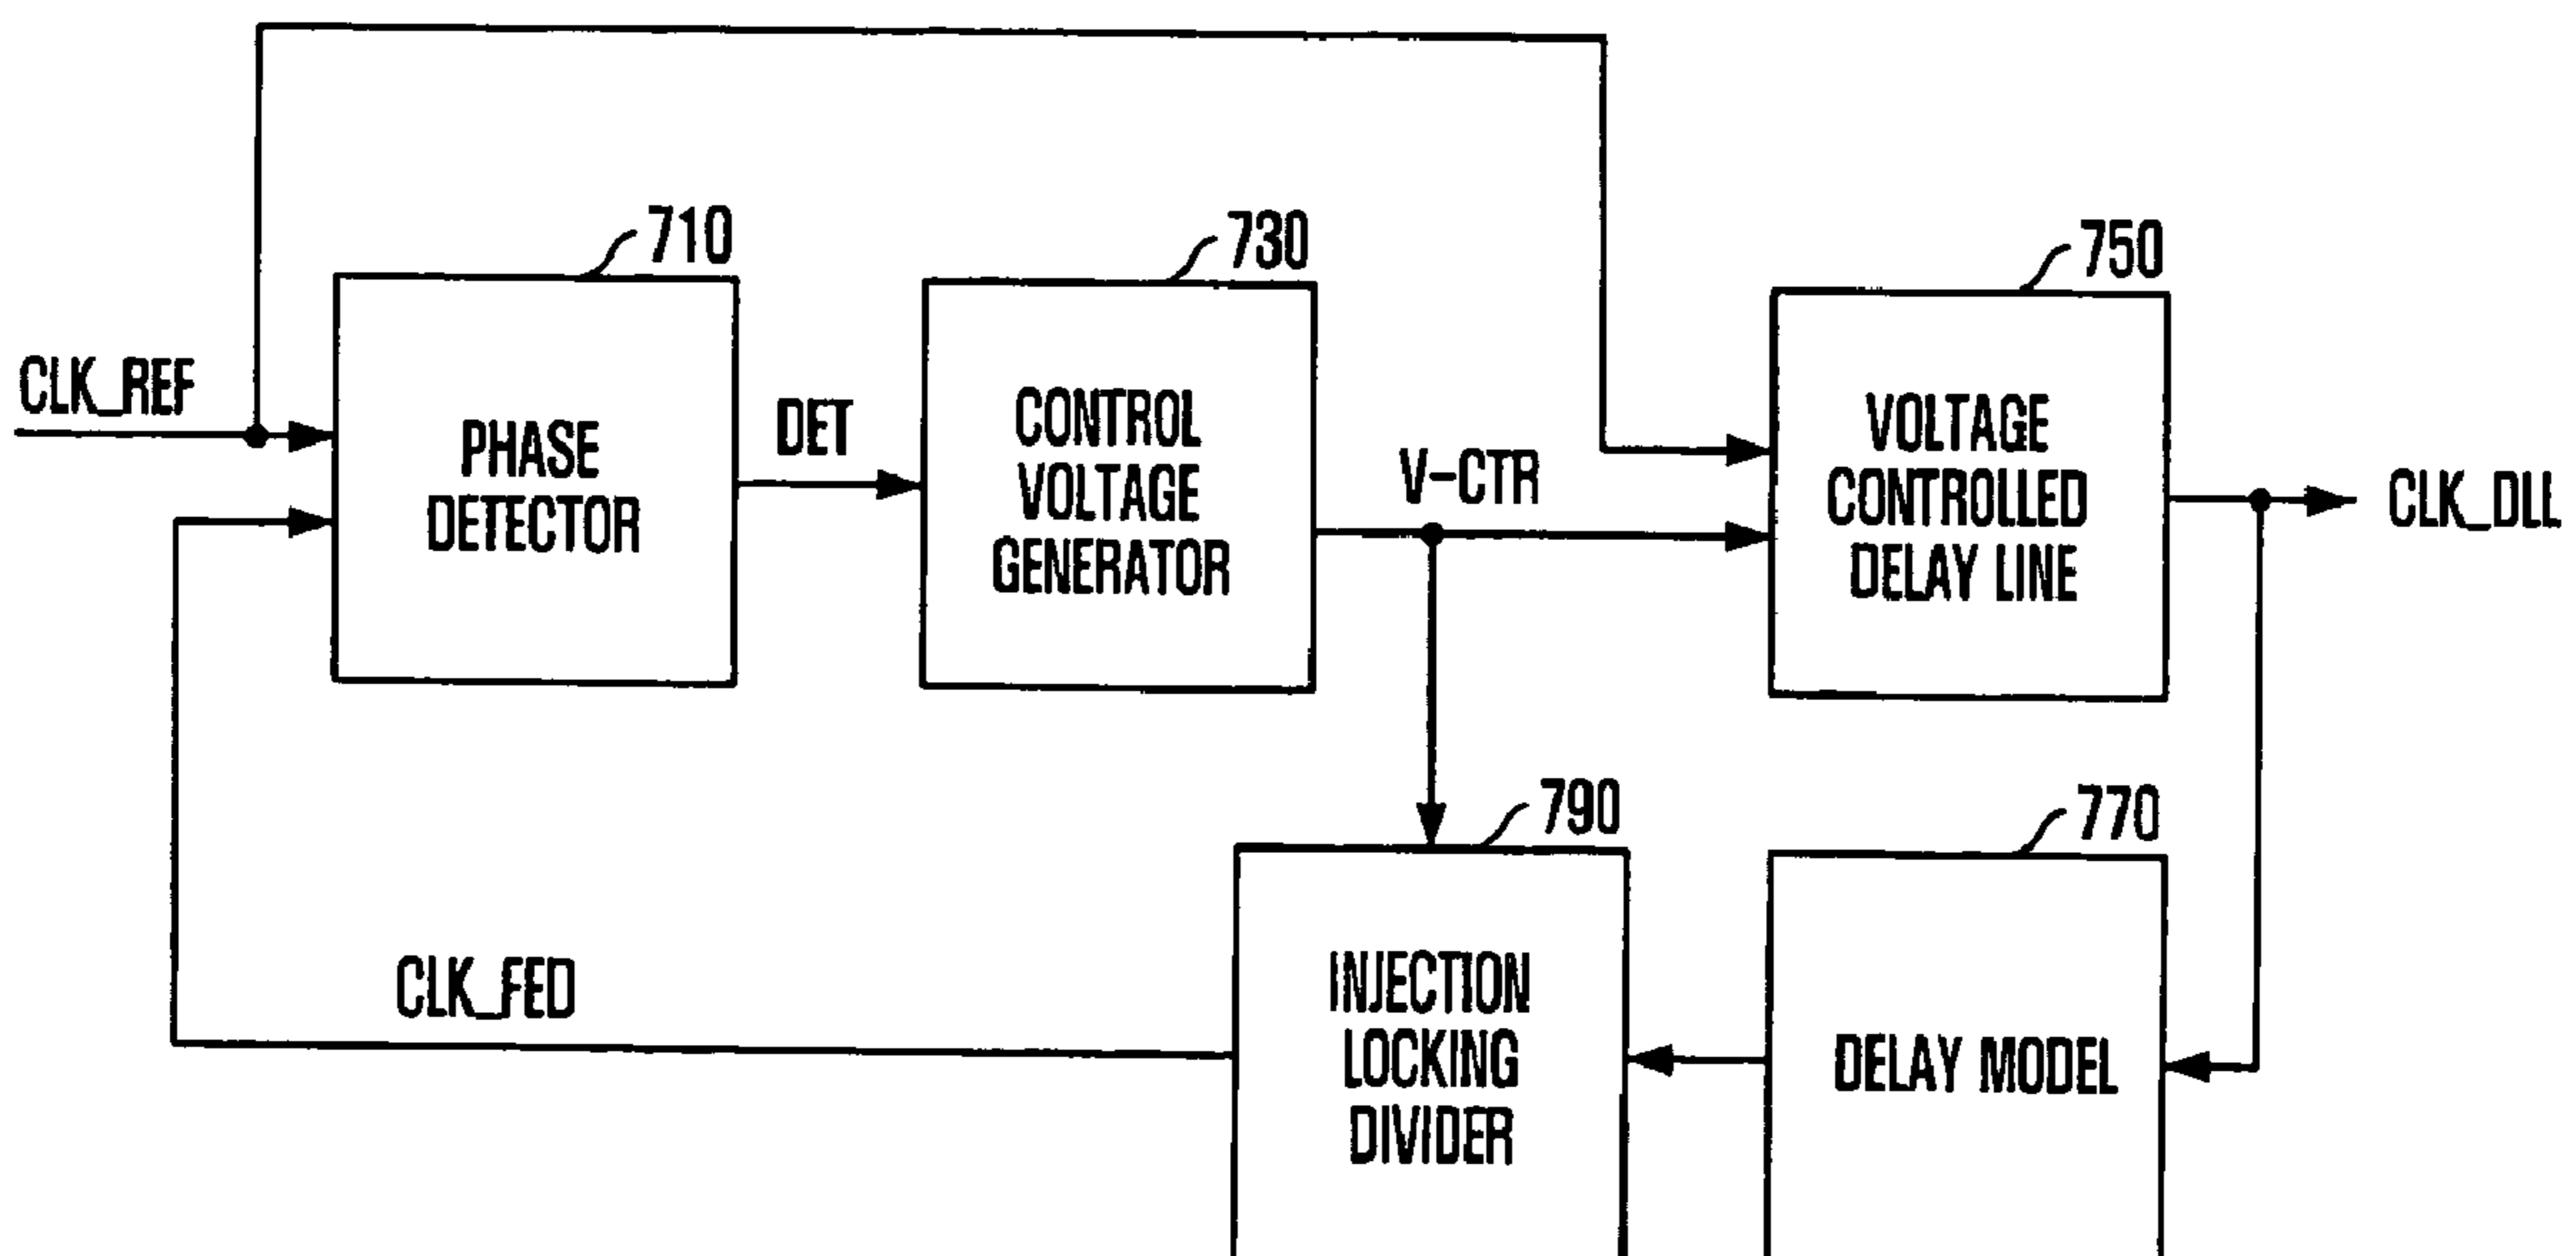 710
730
750
CLK_REF
PHASE
DETECTOR
DET
CONTROL
VOLTAGE
GENERATOR
V-CTR
VOLTAGE
CONTROLLED
DELAY LINE
CLK_DLL
790
770
CLK_FED
INJECTION
LOCKING
DIVIDER
DELAY MODEL